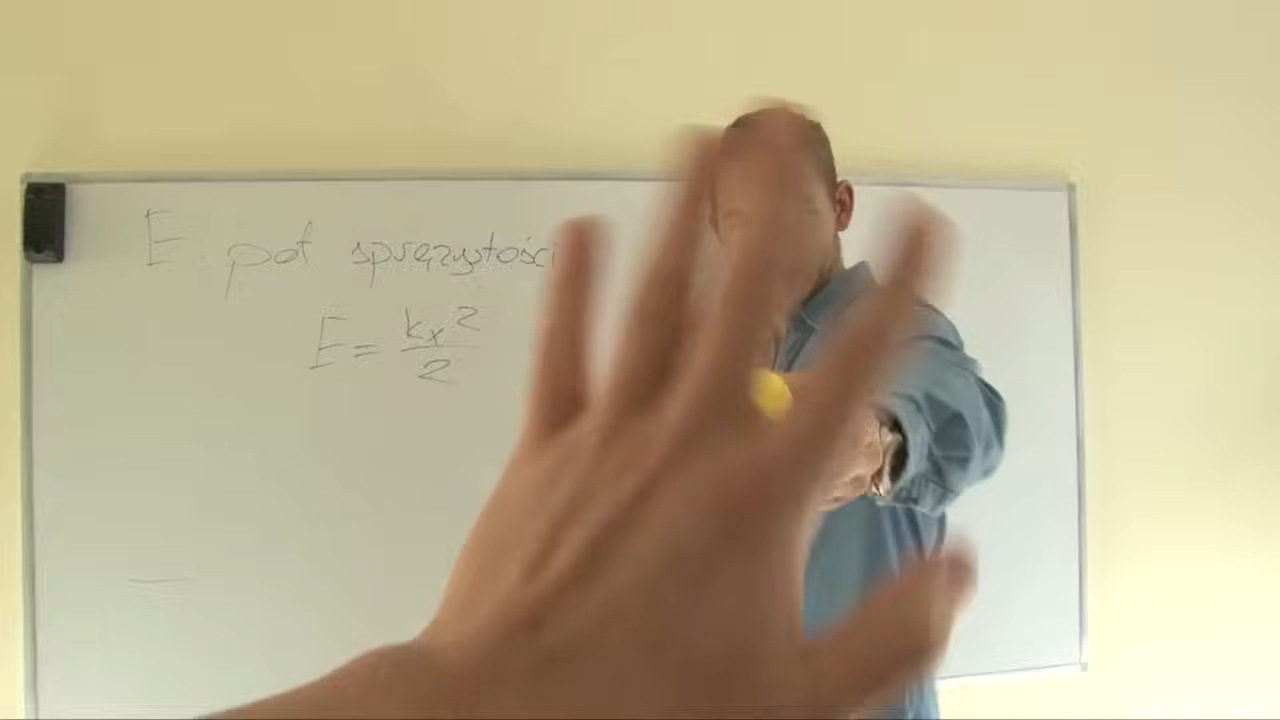 E. pot sprężystości
E = kx²/2